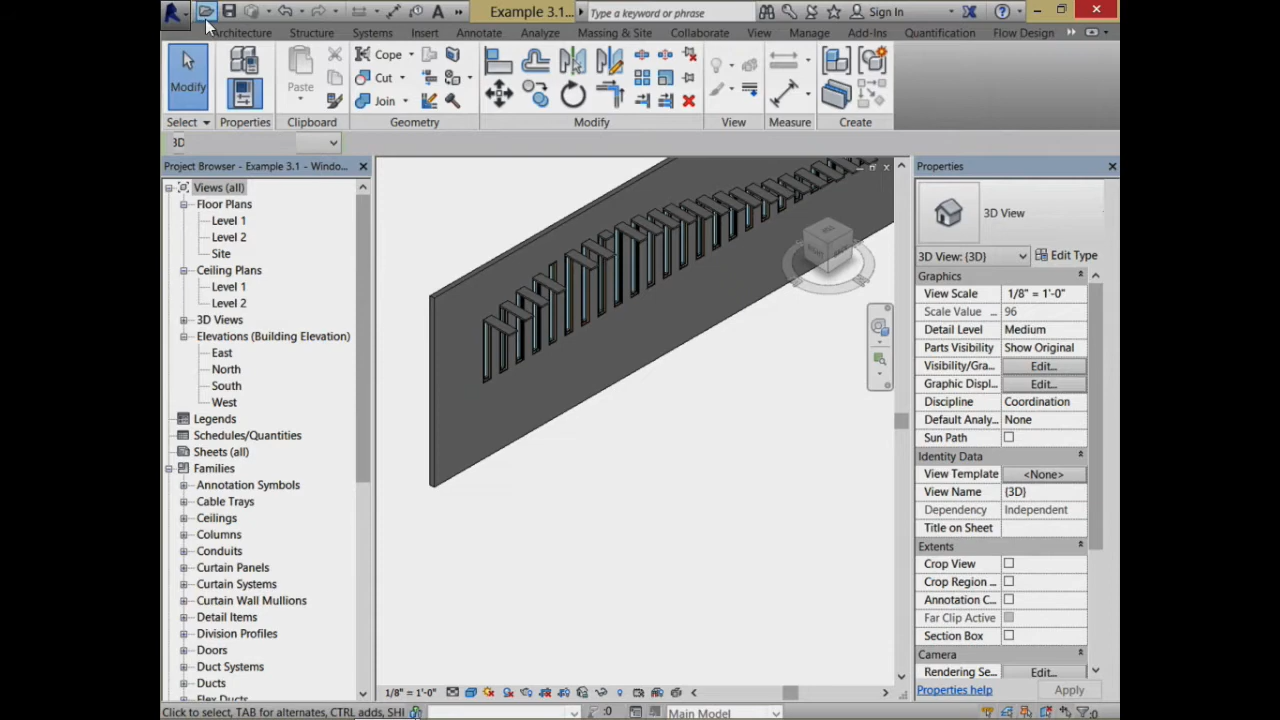 Example 3.1...
Type a keyword or phrase
Sign In
Architecture
Structure
Systems
Insert
Annotate
Analyze
Massing & Site
Collaborate
View
Manage
Add-Ins
Quantification
Flow Design
Modify
Paste
Cope
Cut
Join
Select
Properties
Clipboard
Geometry
Modify
View
Measure
Create
3D
Project Browser - Example 3.1 - Windo...
Views (all)
Floor Plans
Level 1
Level 2
Site
Ceiling Plans
Level 1
Level 2
3D Views
Elevations (Building Elevation)
East
North
South
West
Legends
Schedules/Quantities
Sheets (all)
Families
Annotation Symbols
Cable Trays
Ceilings
Columns
Conduits
Curtain Panels
Curtain Systems
Curtain Wall Mullions
Detail Items
Division Profiles
Doors
Duct Systems
Ducts
Flex Ducts
RIGHT
1/8" = 1'-0"
Properties
3D View
3D View: {3D}
Edit Type
Graphics
View Scale 1/8" = 1'-0"
Scale Value ... 96
Detail Level Medium
Parts Visibility Show Original
Visibility/Gra... Edit...
Graphic Displ... Edit...
Discipline Coordination
Default Analy... None
Sun Path
Identity Data
View Template <None>
View Name {3D}
Dependency Independent
Title on Sheet
Extents
Crop View
Crop Region ...
Annotation C...
Far Clip Active
Section Box
Camera
Rendering Se... Edit...
Properties help
Apply
Click to select, TAB for alternates, CTRL adds, SHI
:0
Main Model
:0